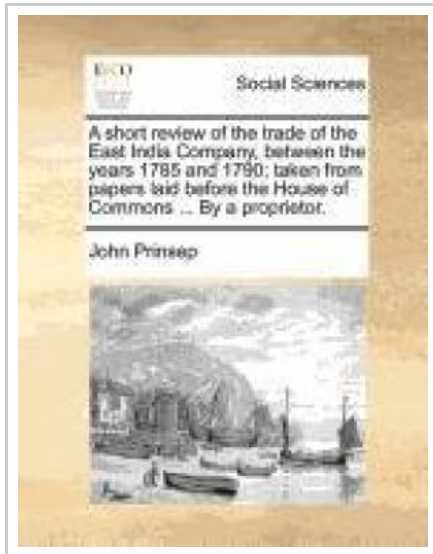 ECCO
Social Sciences
A short review of the trade of the
East India Company, between the
years 1785 and 1790; taken from
papers laid before the House of
Commons ... By a proprietor.
John Prinsep